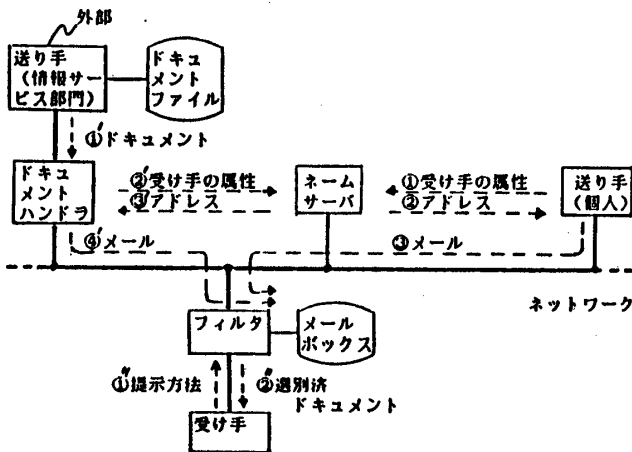 外部
送り手
(情報サー
ビス部門)
ドキュ
メント
ファイル
①'ドキュメント
ドキュ
メント
ハンドラ
②'受け手の属性
③'アドレス
ネーム
サーバ
①受け手の属性
②アドレス
送り手
(個人)
④'メール
③メール
ネットワーク
フィルタ
メール
ボックス
①"提示方法
②"選別済
ドキュメント
受け手